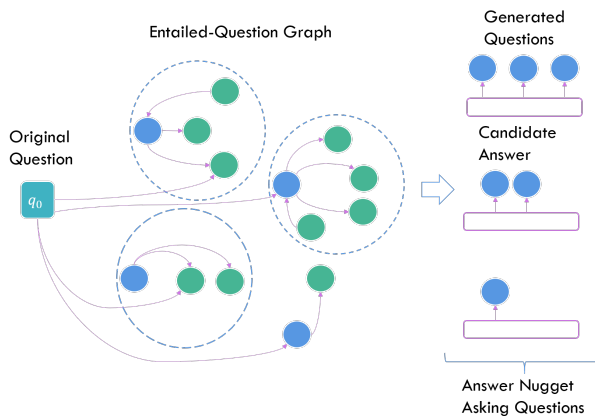 Entailed-Question Graph
Generated
Questions
Original
Question
q0
Candidate
Answer
Answer Nugget
Asking Questions